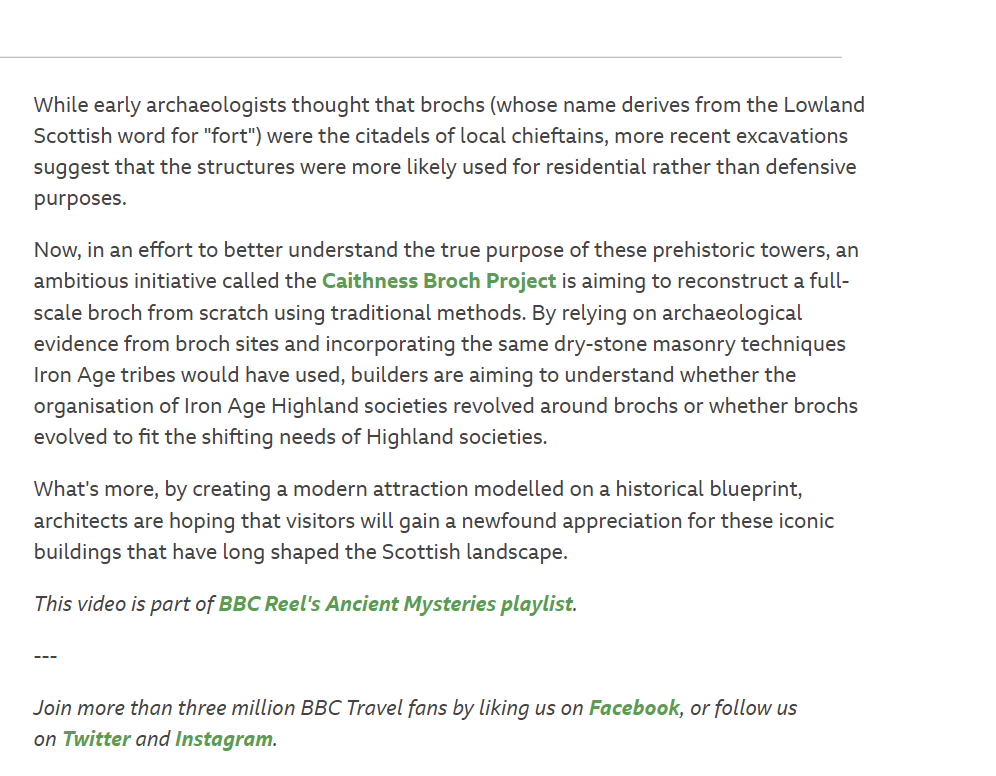 While early archaeologists thought that brochs (whose name derives from the Lowland
Scottish word for "fort") were the citadels of local chieftains, more recent excavations
suggest that the structures were more likely used for residential rather than defensive
purposes.
Now, in an effort to better understand the true purpose of these prehistoric towers, an
ambitious initiative called the Caithness Broch Project is aiming to reconstruct a full-
scale broch from scratch using traditional methods. By relying on archaeological
evidence from broch sites and incorporating the same dry-stone masonry techniques
Iron Age tribes would have used, builders are aiming to understand whether the
organisation of Iron Age Highland societies revolved around brochs or whether brochs
evolved to fit the shifting needs of Highland societies.
What's more, by creating a modern attraction modelled on a historical blueprint,
architects are hoping that visitors will gain a newfound appreciation for these iconic
buildings that have long shaped the Scottish landscape.
This video is part of BBC Reel's Ancient Mysteries playlist.
---
Join more than three million BBC Travel fans by liking us on Facebook, or follow us
on Twitter and Instagram.